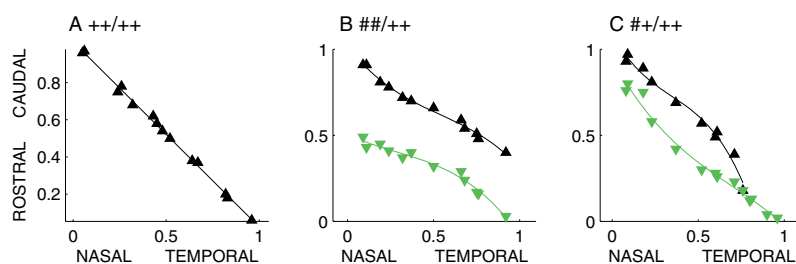 A ++/++
B ##/++
C #+/++
CAUDAL
ROSTRAL
0.8
0.6
0.4
0.2
0 0.5 1
NASAL TEMPORAL
1
0.5
0
0 0.5 1
NASAL TEMPORAL
1
0.5
0
0 0.5 1
NASAL TEMPORAL